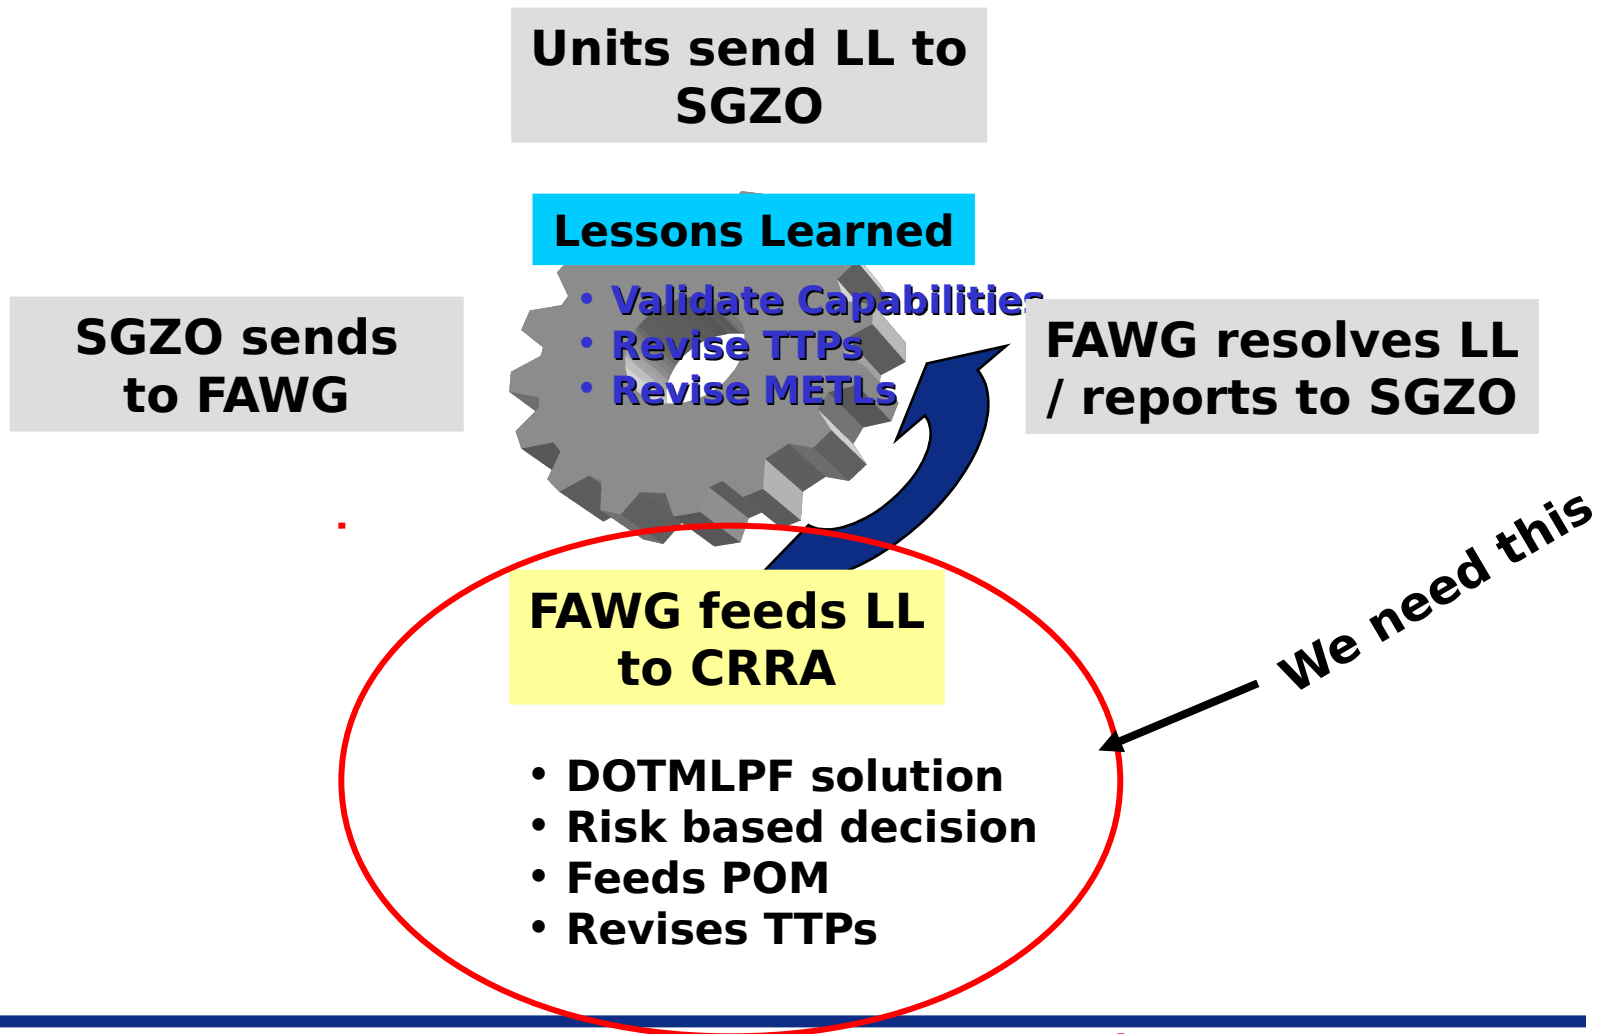 Units send LL to
SGZO
Lessons Learned
• Validate Capabilities
• Revise TTPs
• Revise METLs
SGZO sends
to FAWG
FAWG resolves LL
/ reports to SGZO
We need this
FAWG feeds LL
to CRRA
• DOTMLPF solution
• Risk based decision
• Feeds POM
• Revises TTPs